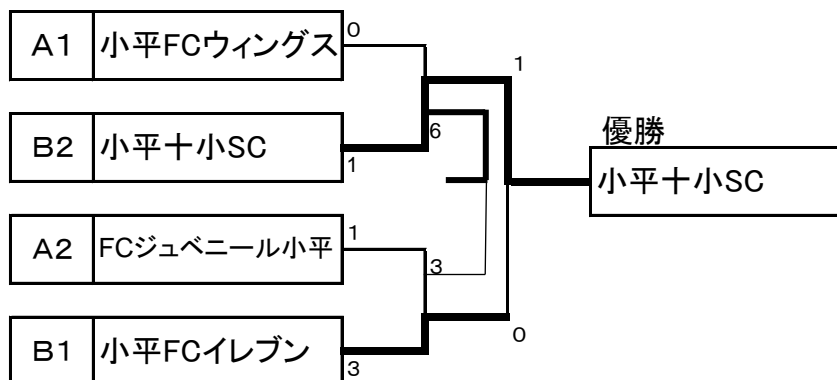 A1 小平FCウィングス 0
1
B2 小平十小SC 1
6
優勝
小平十小SC
A2 FCジュベニール小平 1
3
B1 小平FCイレブン 3
0